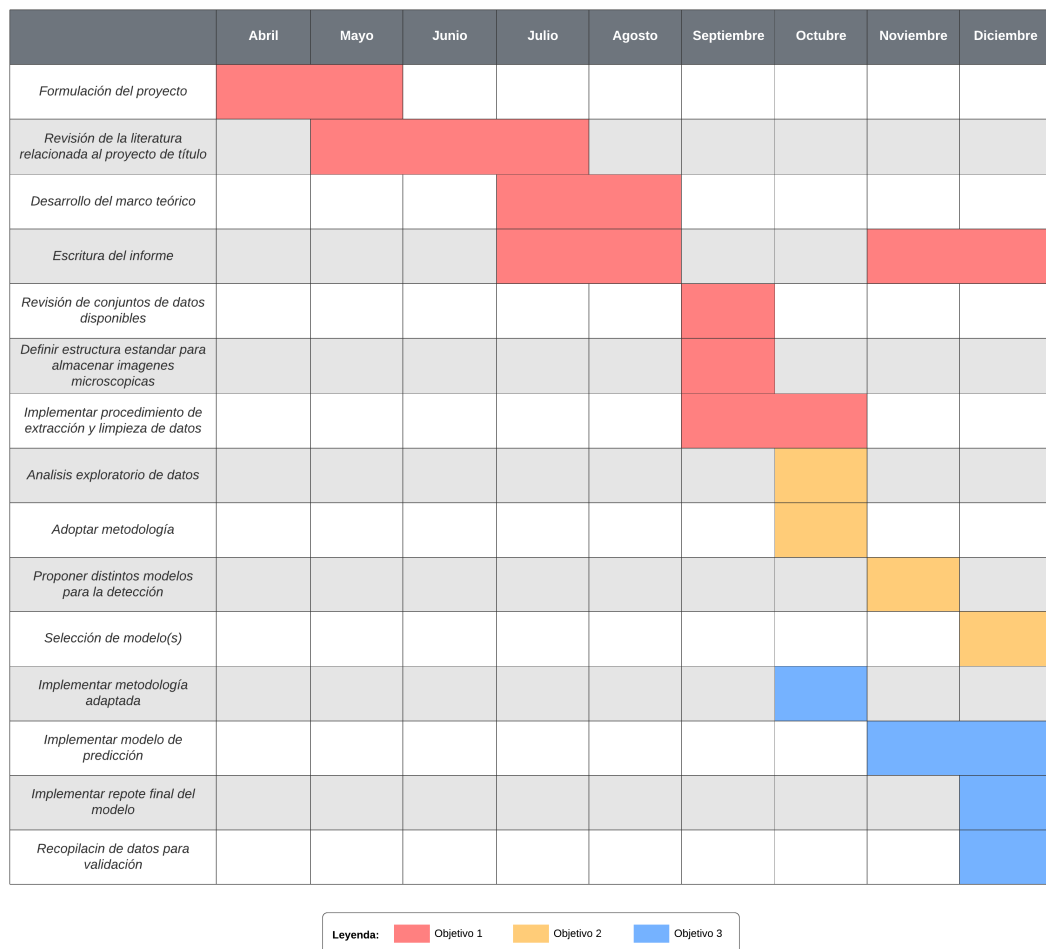 Abril Mayo Junio Julio Agosto Septiembre Octubre Noviembre Diciembre
Formulación del proyecto
Revisión de la literatura
relacionada al proyecto de título
Desarrollo del marco teórico
Escritura del informe
Revisión de conjuntos de datos
disponibles
Definir estructura estandar para
almacenar imagenes
microscopicas
Implementar procedimiento de
extracción y limpieza de datos
Analisis exploratorio de datos
Adoptar metodología
Proponer distintos modelos
para la detección
Selección de modelo(s)
Implementar metodología
adaptada
Implementar modelo de
predicción
Implementar repote final del
modelo
Recopilacin de datos para
validación
Leyenda: Objetivo 1 Objetivo 2 Objetivo 3